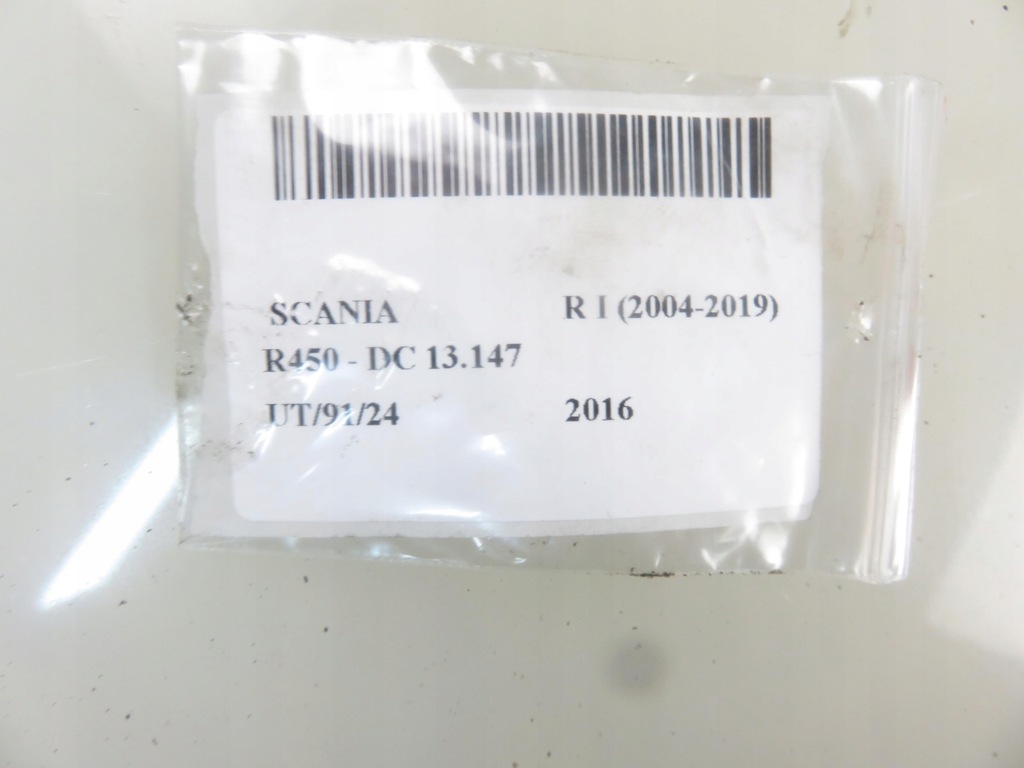 SCANIA R I (2004-2019)
R450 - DC 13.147
UT/91/24 2016